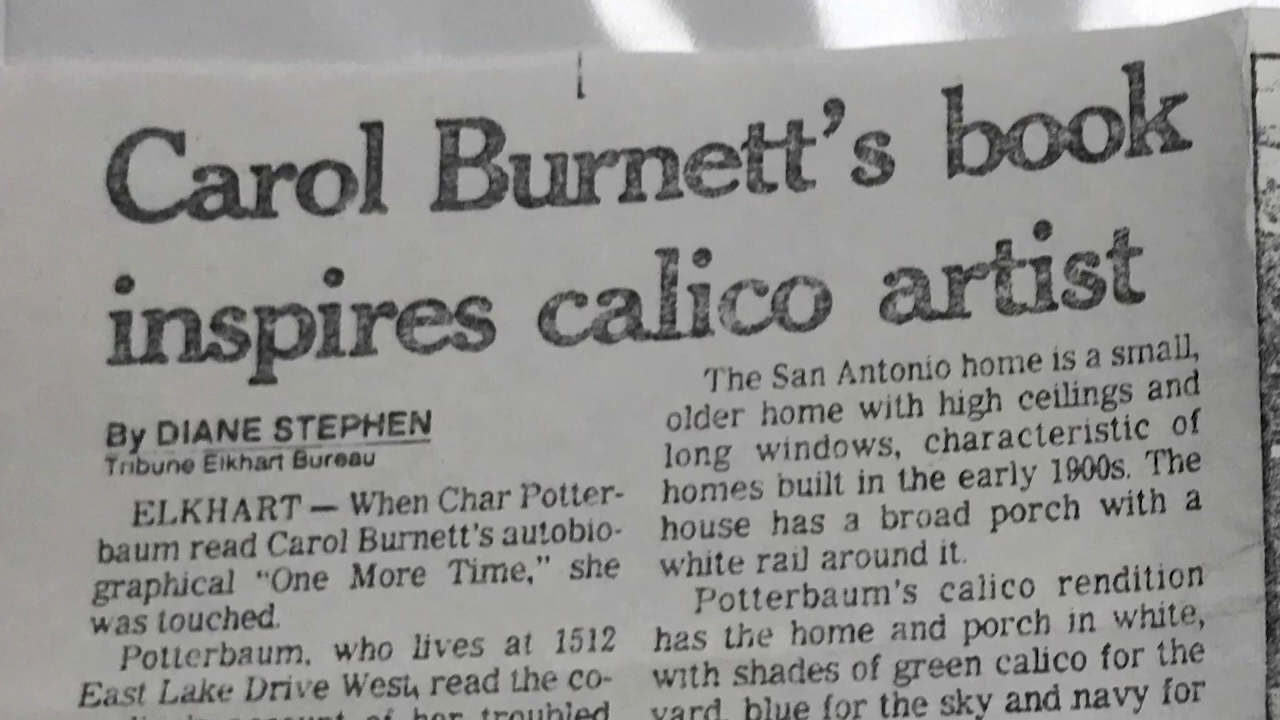 Carol Burnett's book
inspires calico artist
By DIANE STEPHEN
Tribune Elkhart Bureau
ELKHART — When Char Potter-
baum read Carol Burnett's autobio-
graphical "One More Time," she
was touched.
Potterbaum, who lives at 1512
East Lake Drive West, read the co-
account of her troubled
The San Antonio home is a small,
older home with high ceilings and
long windows, characteristic of
homes built in the early 1900s. The
house has a broad porch with a
white rail around it.
Potterbaum's calico rendition
has the home and porch in white,
with shades of green calico for the
yard, blue for the sky and navy for